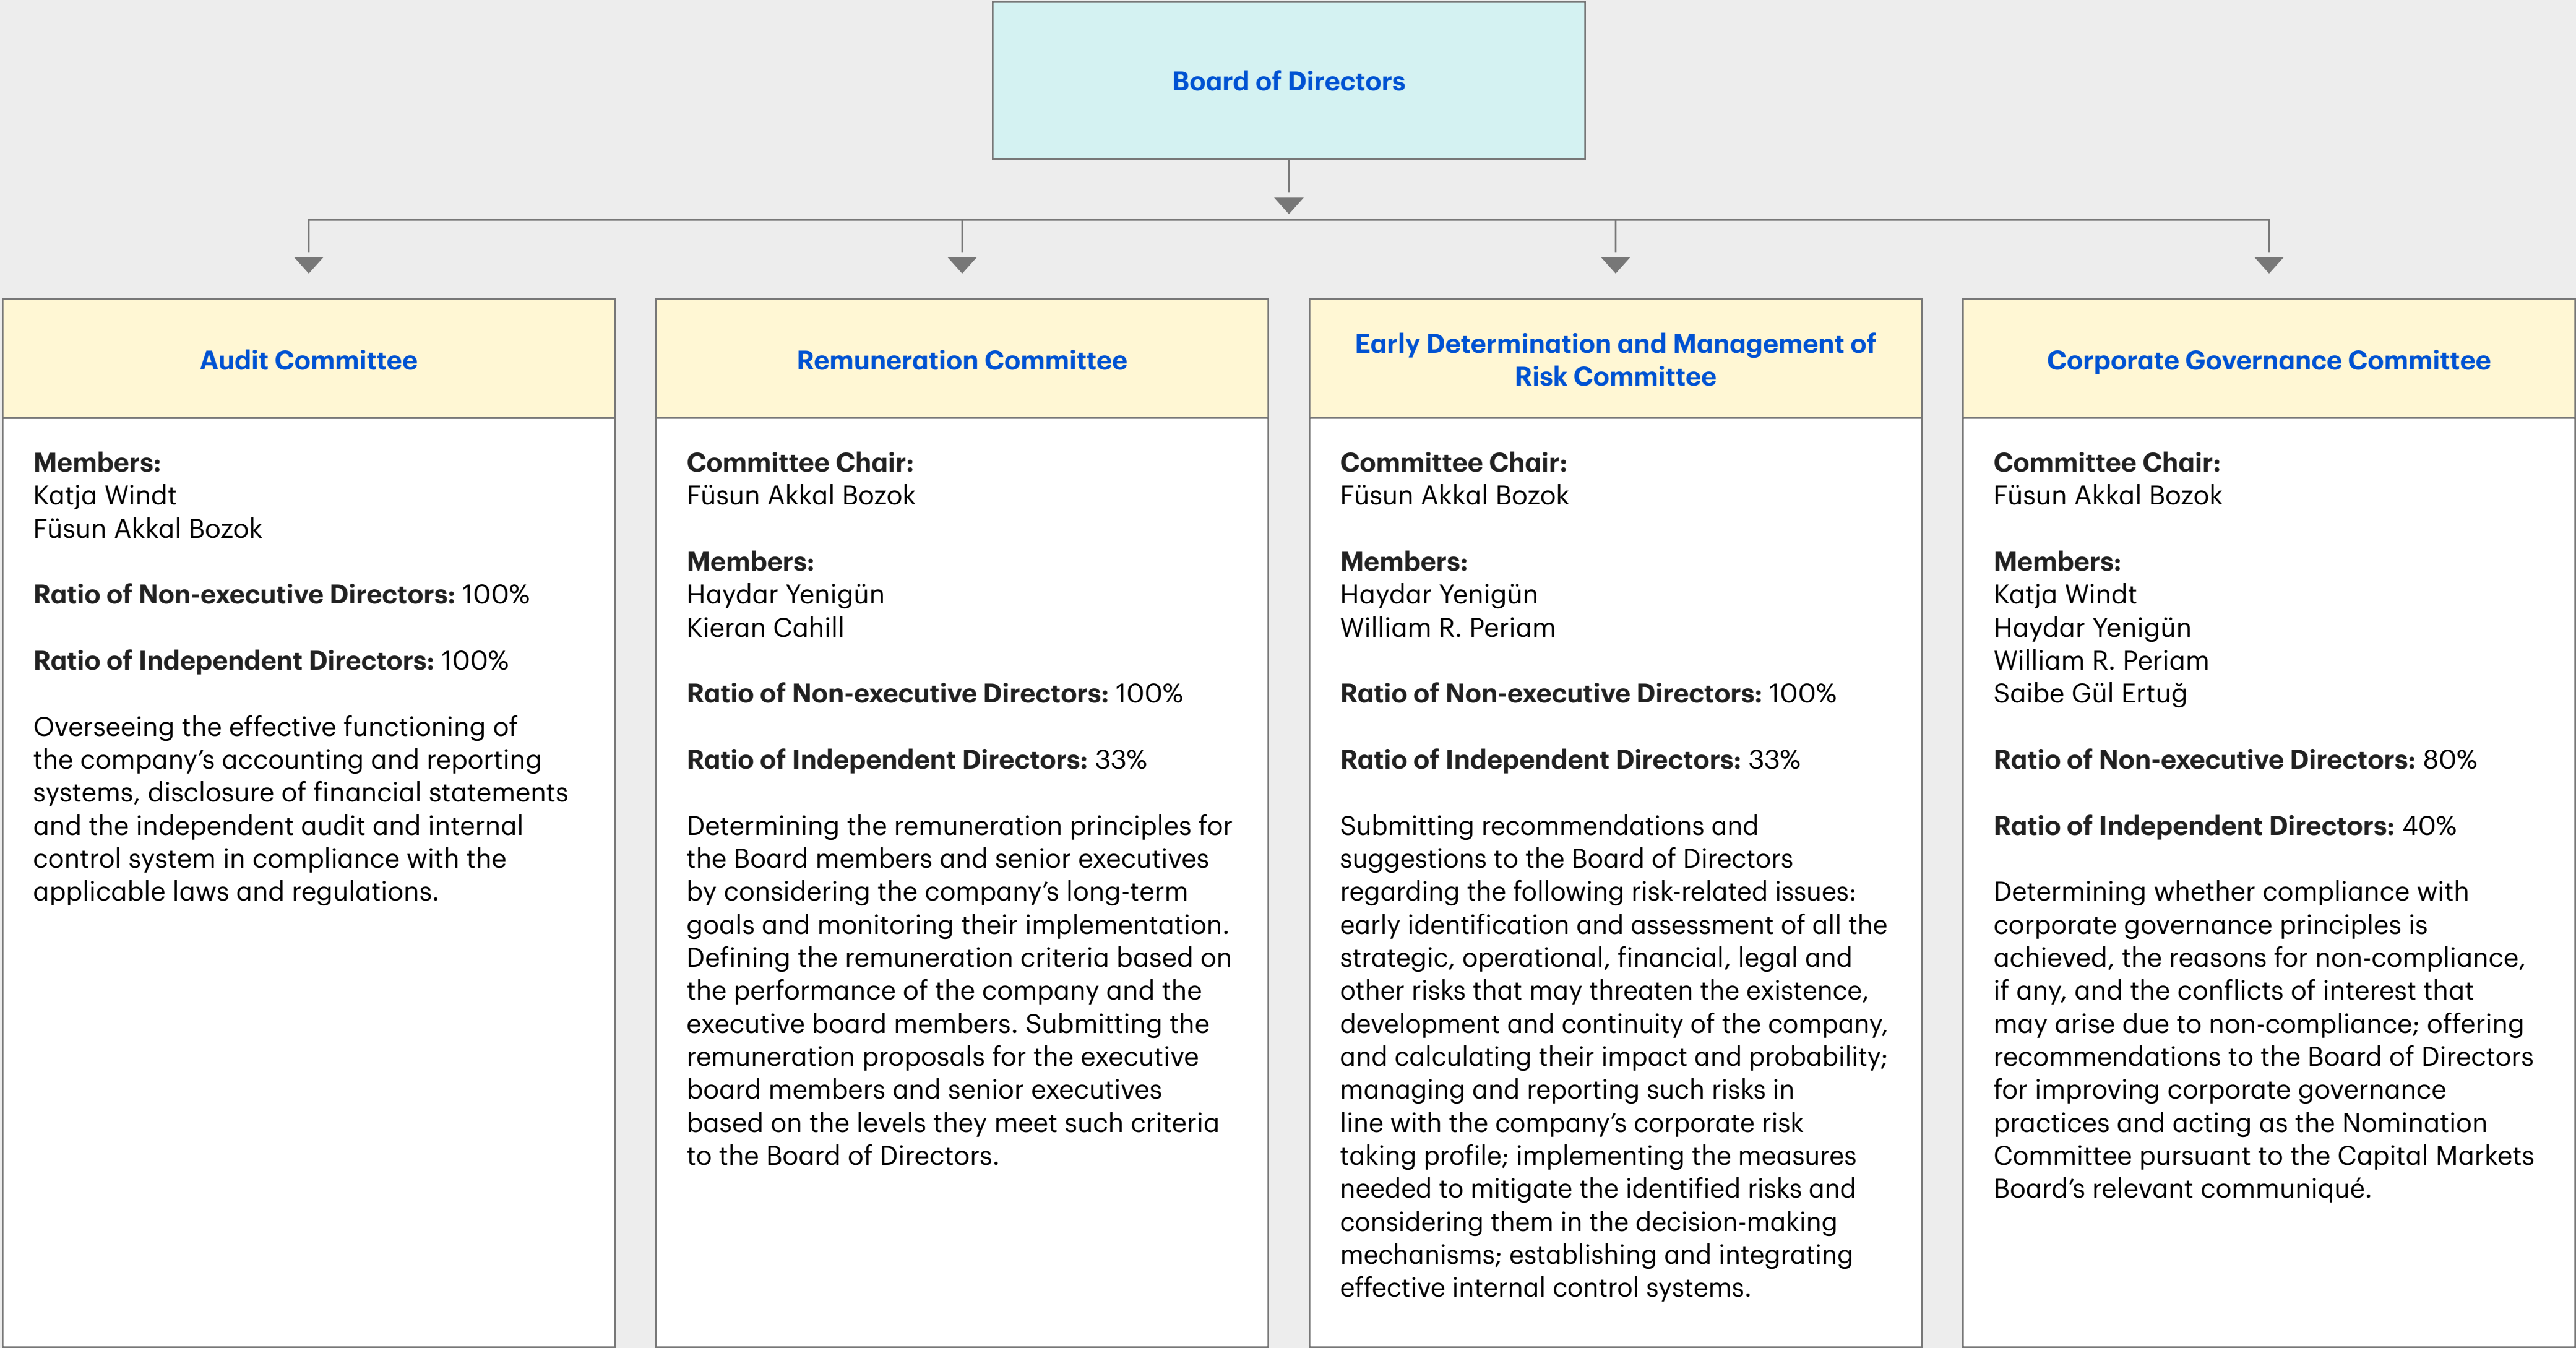 Board of Directors
Audit Committee
Members:
Katja Windt
Füsun Akkal Bozok
Ratio of Non-executive Directors: 100%
Ratio of Independent Directors: 100%
Overseeing the effective functioning of
the company’s accounting and reporting
systems, disclosure of financial statements
and the independent audit and internal
control system in compliance with the
applicable laws and regulations.
Remuneration Committee
Committee Chair:
Füsun Akkal Bozok
Members:
Haydar Yenigün
Kieran Cahill
Ratio of Non-executive Directors: 100%
Ratio of Independent Directors: 33%
Determining the remuneration principles for
the Board members and senior executives
by considering the company’s long-term
goals and monitoring their implementation.
Defining the remuneration criteria based on
the performance of the company and the
executive board members. Submitting the
remuneration proposals for the executive
board members and senior executives
based on the levels they meet such criteria
to the Board of Directors.
Early Determination and Management of
Risk Committee
Committee Chair:
Füsun Akkal Bozok
Members:
Haydar Yenigün
William R. Periam
Ratio of Non-executive Directors: 100%
Ratio of Independent Directors: 33%
Submitting recommendations and
suggestions to the Board of Directors
regarding the following risk-related issues:
early identification and assessment of all the
strategic, operational, financial, legal and
other risks that may threaten the existence,
development and continuity of the company,
and calculating their impact and probability;
managing and reporting such risks in
line with the company’s corporate risk
taking profile; implementing the measures
needed to mitigate the identified risks and
considering them in the decision-making
mechanisms; establishing and integrating
effective internal control systems.
Corporate Governance Committee
Committee Chair:
Füsun Akkal Bozok
Members:
Katja Windt
Haydar Yenigün
William R. Periam
Saibe Gül Ertuğ
Ratio of Non-executive Directors: 80%
Ratio of Independent Directors: 40%
Determining whether compliance with
corporate governance principles is
achieved, the reasons for non-compliance,
if any, and the conflicts of interest that
may arise due to non-compliance; offering
recommendations to the Board of Directors
for improving corporate governance
practices and acting as the Nomination
Committee pursuant to the Capital Markets
Board’s relevant communiqué.